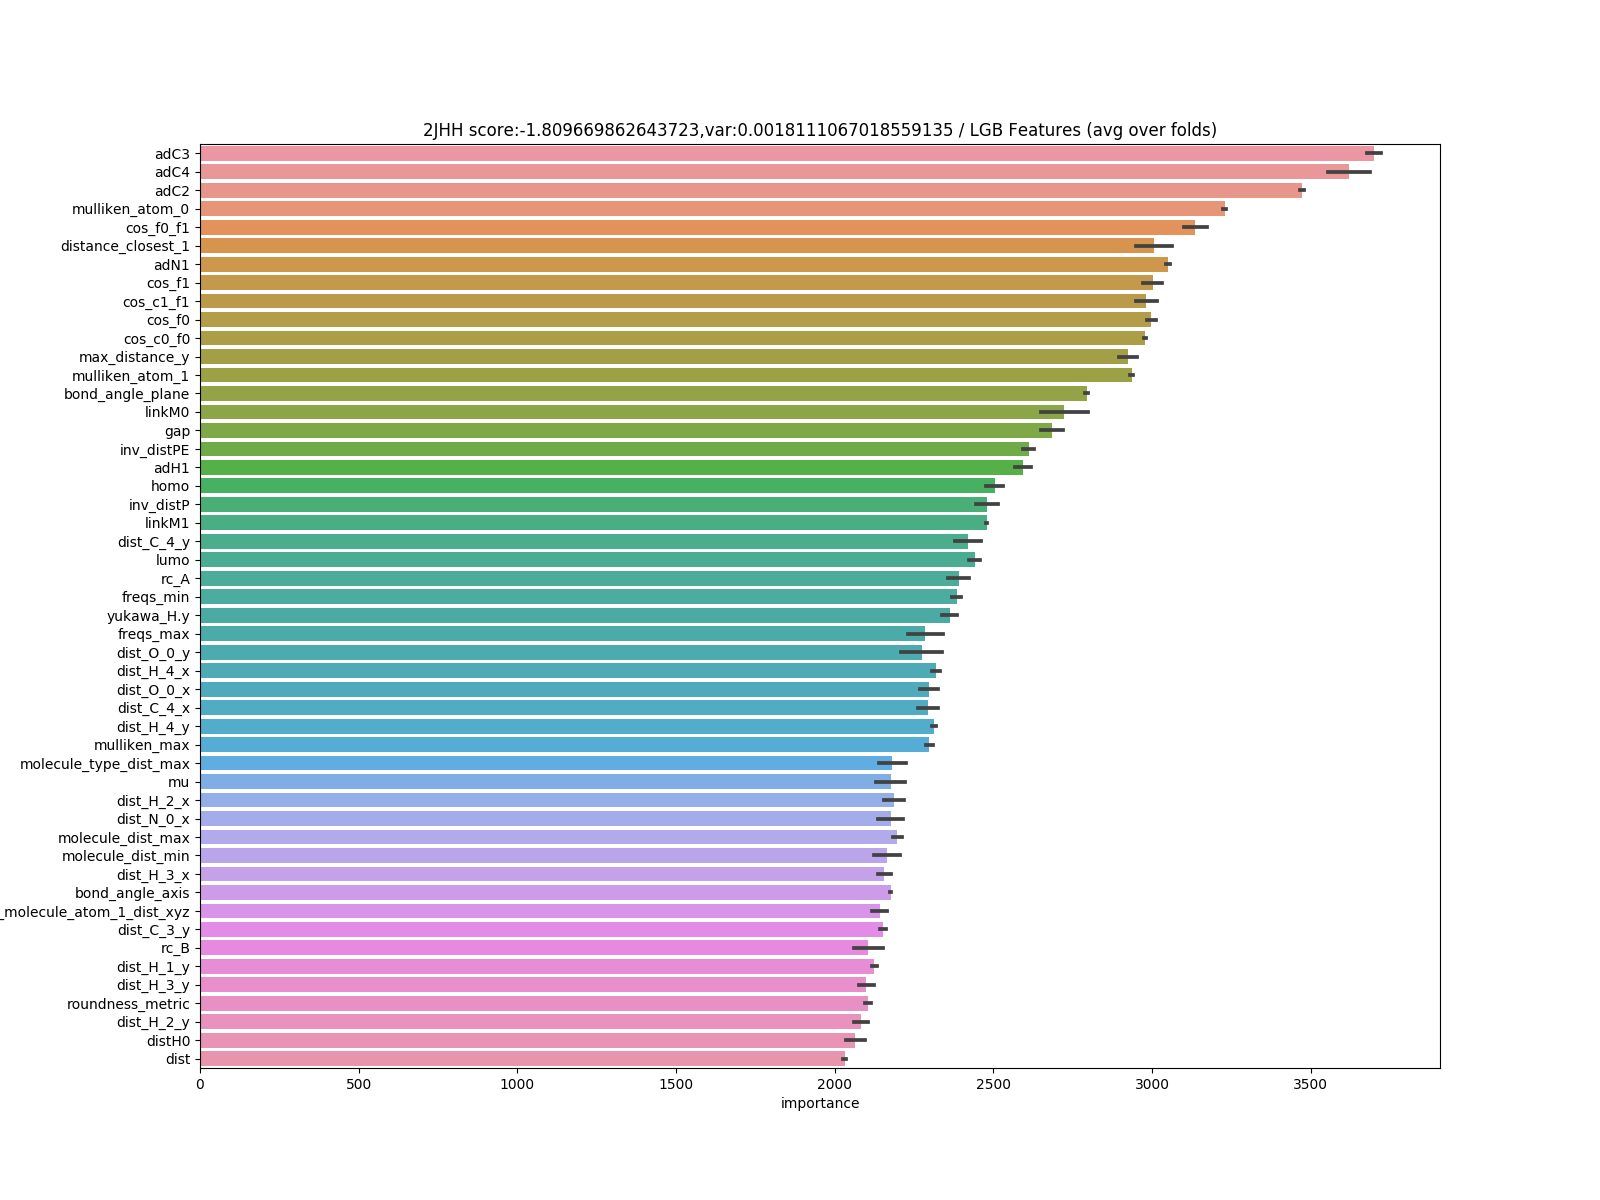 2JHH score:-1.809669862643723,var:0.0018111067018559135 / LGB Features (avg over folds)
adC3
adC4
adC2
mulliken_atom_0
cos_f0_f1
distance_closest_1
adN1
cos_f1
cos_c1_f1
cos_f0
cos_c0_f0
max_distance_y
mulliken_atom_1
bond_angle_plane
linkM0
gap
inv_distPE
adH1
homo
inv_distP
linkM1
dist_C_4_y
lumo
rc_A
freqs_min
yukawa_H.y
freqs_max
dist_O_0_y
dist_H_4_x
dist_O_0_x
dist_C_4_x
dist_H_4_y
mulliken_max
molecule_type_dist_max
mu
dist_H_2_x
dist_N_0_x
molecule_dist_max
molecule_dist_min
dist_H_3_x
bond_angle_axis
_molecule_atom_1_dist_xyz
dist_C_3_y
rc_B
dist_H_1_y
dist_H_3_y
roundness_metric
dist_H_2_y
distH0
dist
0 500 1000 1500 2000 2500 3000 3500
importance